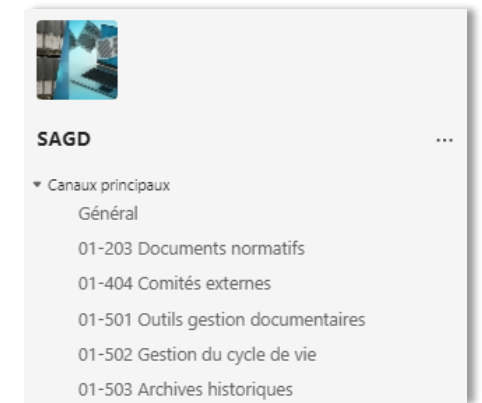 SAGD ...
Canaux principaux
Général
01-203 Documents normatifs
01-404 Comités externes
01-501 Outils gestion documentaires
01-502 Gestion du cycle de vie
01-503 Archives historiques